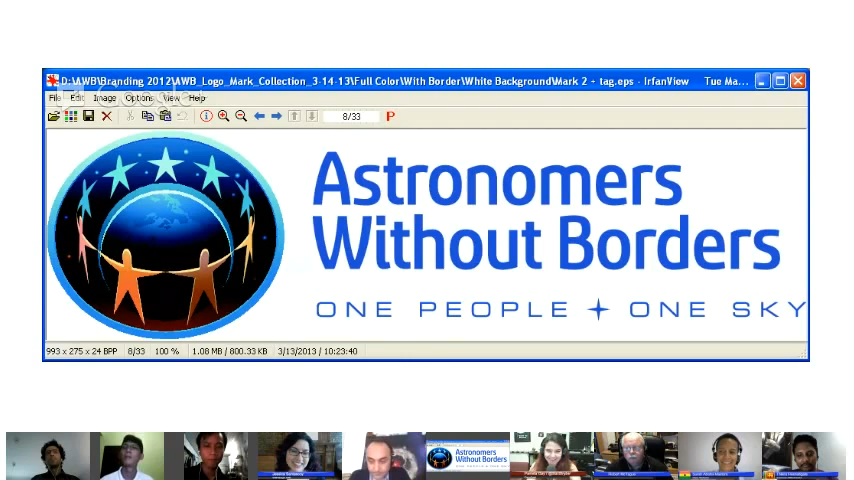 D:\AWB\Branding 2012\AWB_Logo_Mark_Collection_3-14-13\Full Color\With Border\White Background\Mark 2 + tag.eps - IrfanView Tue Ma...
File Edit Image Options View Help
8/33 P
Astronomers
Without Borders
ONE PEOPLE ONE SKY
993 x 275 x 24 BPP 8/33 100 % 1.08 MB / 800.33 KB 3/13/2013 / 10:23:40
Astronomers
Without Borders